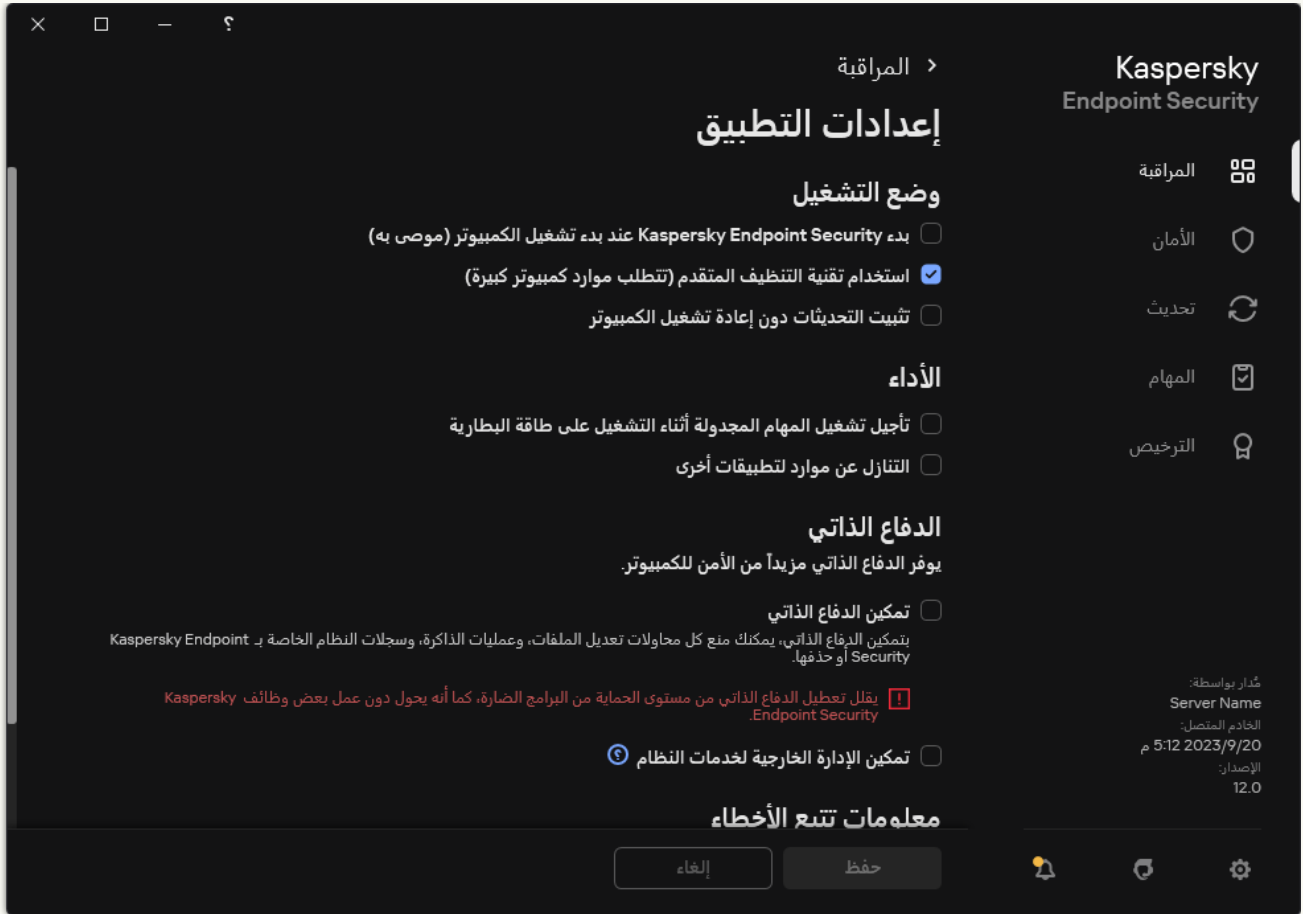 Kaspersky
Endpoint Security
المراقبة
الأمان
تحديث
المهام
الترخيص
مُدار بواسطة:
Server Name
الخادم المتصل:
2023/9/20 5:12 م
الإصدار:
12.0
المراقبة
إعدادات التطبيق
وضع التشغيل
بدء Kaspersky Endpoint Security عند بدء تشغيل الكمبيوتر (موصى به)
استخدام تقنية التنظيف المتقدم (تتطلب موارد كمبيوتر كبيرة)
تثبيت التحديثات دون إعادة تشغيل الكمبيوتر
الأداء
تأجيل تشغيل المهام المجدولة أثناء التشغيل على طاقة البطارية
التنازل عن موارد لتطبيقات أخرى
الدفاع الذاتي
يوفر الدفاع الذاتي مزيداً من الأمن للكمبيوتر.
تمكين الدفاع الذاتي
بتمكين الدفاع الذاتي، يمكنك منع كل محاولات تعديل الملفات، وعمليات الذاكرة، وسجلات النظام الخاصة بـ Kaspersky Endpoint
Security أو حذفها.
يقلل تعطيل الدفاع الذاتي من مستوى الحماية من البرامج الضارة، كما أنه يحول دون عمل بعض وظائف Kaspersky
Endpoint Security.
تمكين الإدارة الخارجية لخدمات النظام
معلومات تتبع الأخطاء
حفظ
إلغاء